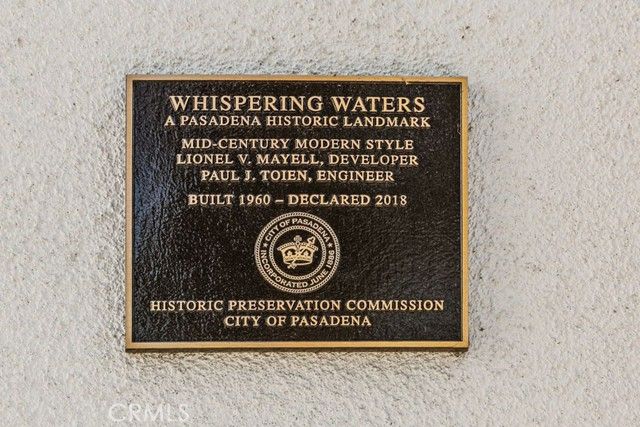 WHISPERING WATERS
A PASADENA HISTORIC LANDMARK
MID-CENTURY MODERN STYLE
LIONEL V. MAYELL, DEVELOPER
PAUL J. TOIEN, ENGINEER
BUILT 1960 – DECLARED 2018
CITY OF PASADENA
INCORPORATED JUNE 1886
HISTORIC PRESERVATION COMMISSION
CITY OF PASADENA
CRMLS